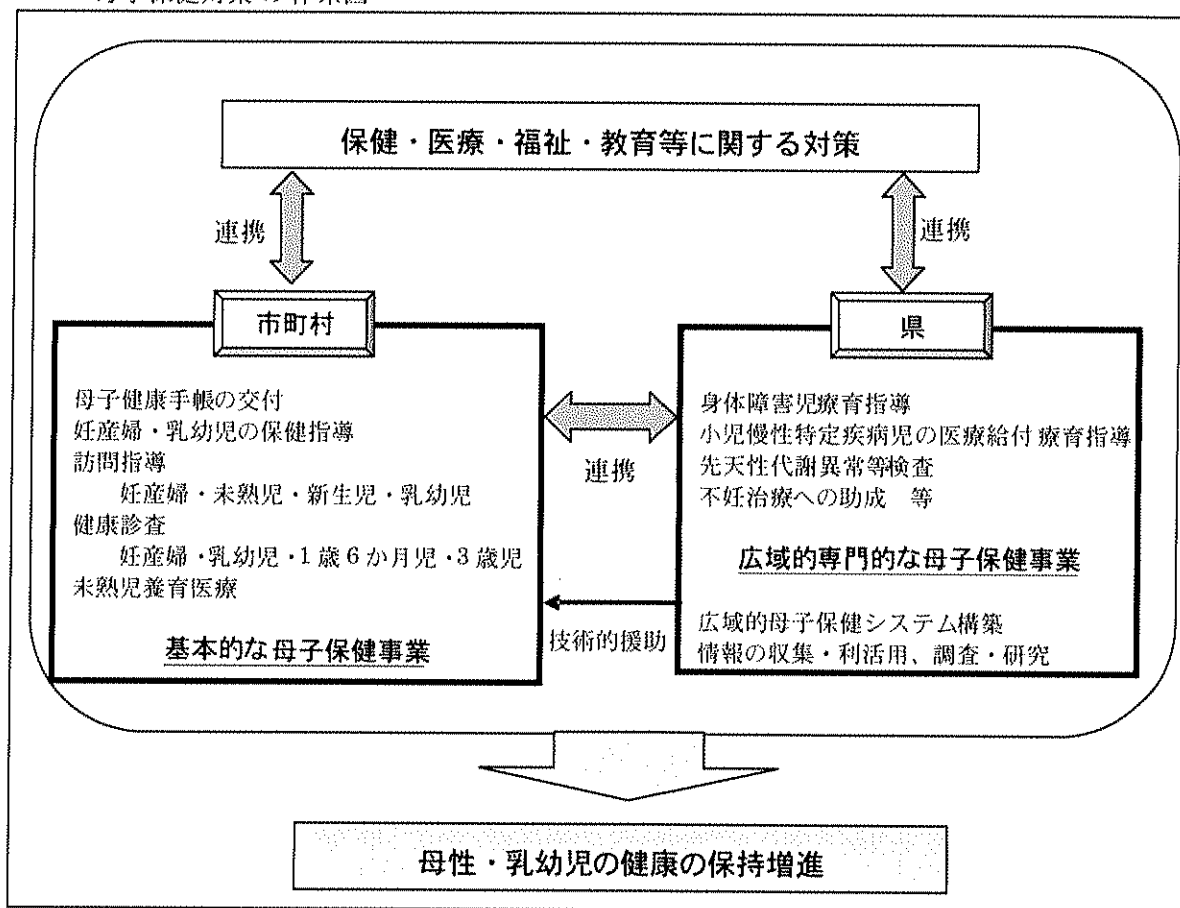 保健・医療・福祉・教育等に関する対策
連携
連携
市町村
母子健康手帳の交付
妊産婦・乳幼児の保健指導
訪問指導
妊産婦・未熟児・新生児・乳幼児
健康診査
妊産婦・乳幼児・1歳6か月児・3歳児
未熟児養育医療
基本的な母子保健事業
連携
技術的援助
県
身体障害児療育指導
小児慢性特定疾病児の医療給付療育指導
先天性代謝異常等検査
不妊治療への助成　等
広域的専門的な母子保健事業
広域的母子保健システム構築
情報の収集・利活用、調査・研究
母性・乳幼児の健康の保持増進